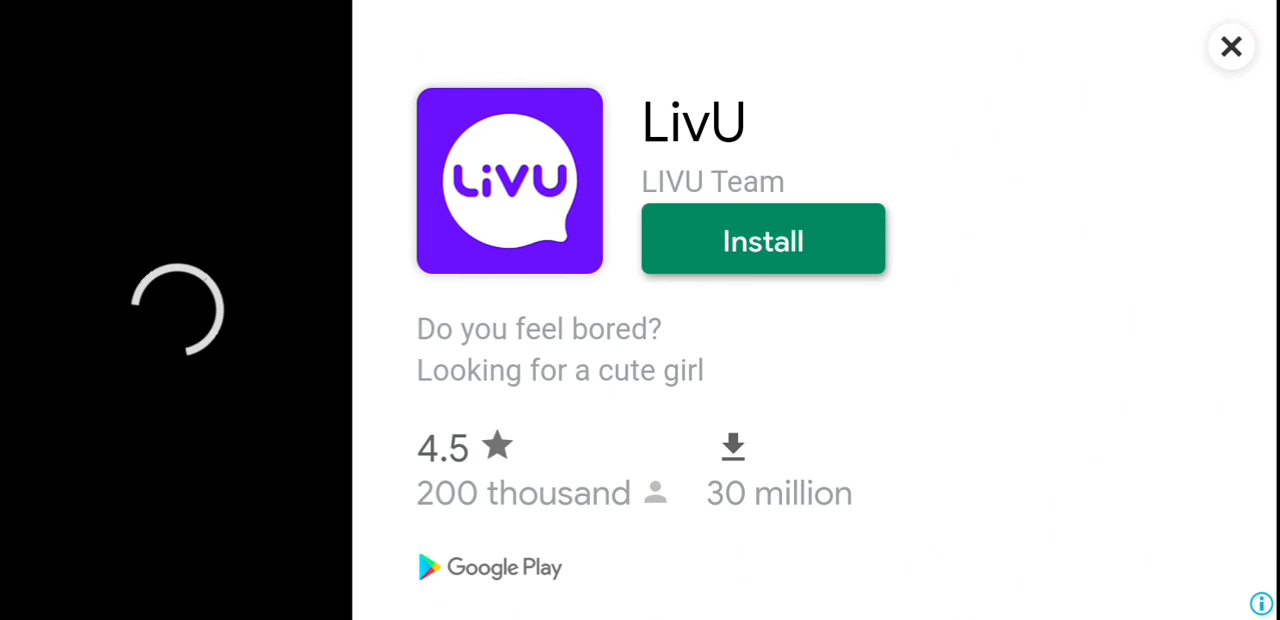 LivU
LivU
LIVU Team
Install
Do you feel bored?
Looking for a cute girl
4.5
200 thousand
30 million
Google Play